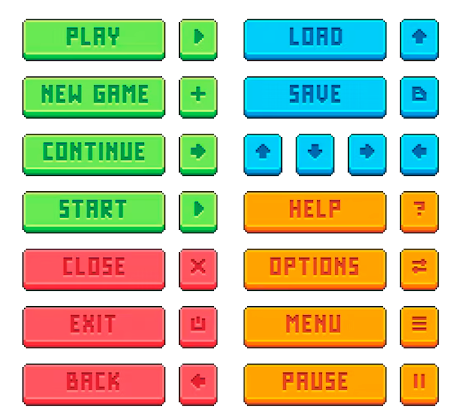 PLAY
LOAD
NEW GAME
+
SAVE
CONTINUE
START
HELP
?
CLOSE
OPTIONS
EXIT
MENU
BACK
PAUSE